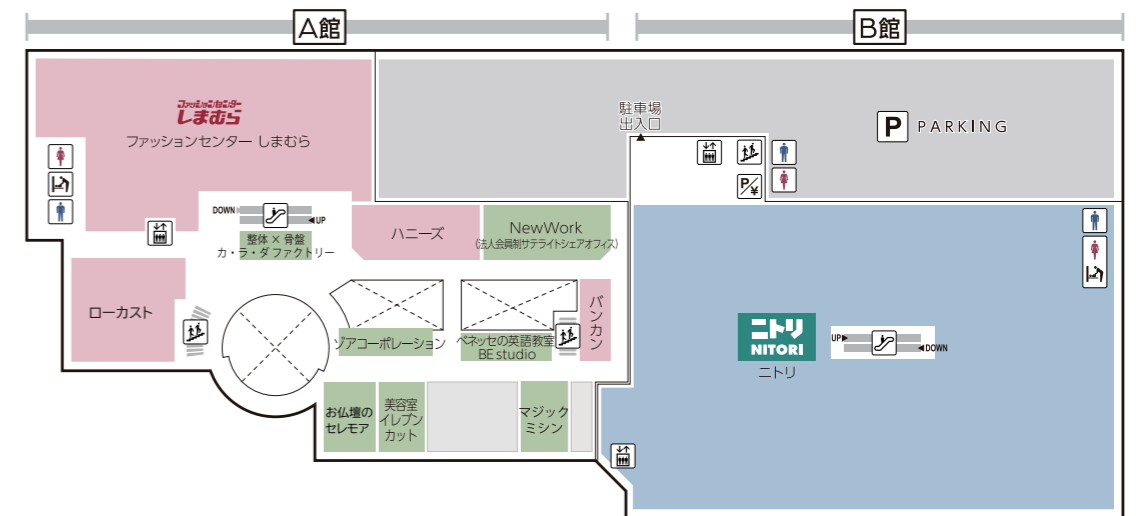 A館
B館
ファッションセンター
しまむら
ファッションセンター しまむら
駐車場
出入口
P PARKING
P/¥
DOWN
UP
整体×骨盤
カ・ラ・ダ ファクトリー
ハニーズ
NewWork
(法人会員制サテライトシェアオフィス)
ローカスト
バンカン
ゾアコーポレーション
ベネッセの英語教室
BE studio
ニトリ
NITORI
ニトリ
UP
DOWN
お仏壇の
セレモア
美容室
イレブン
カット
マジック
ミシン